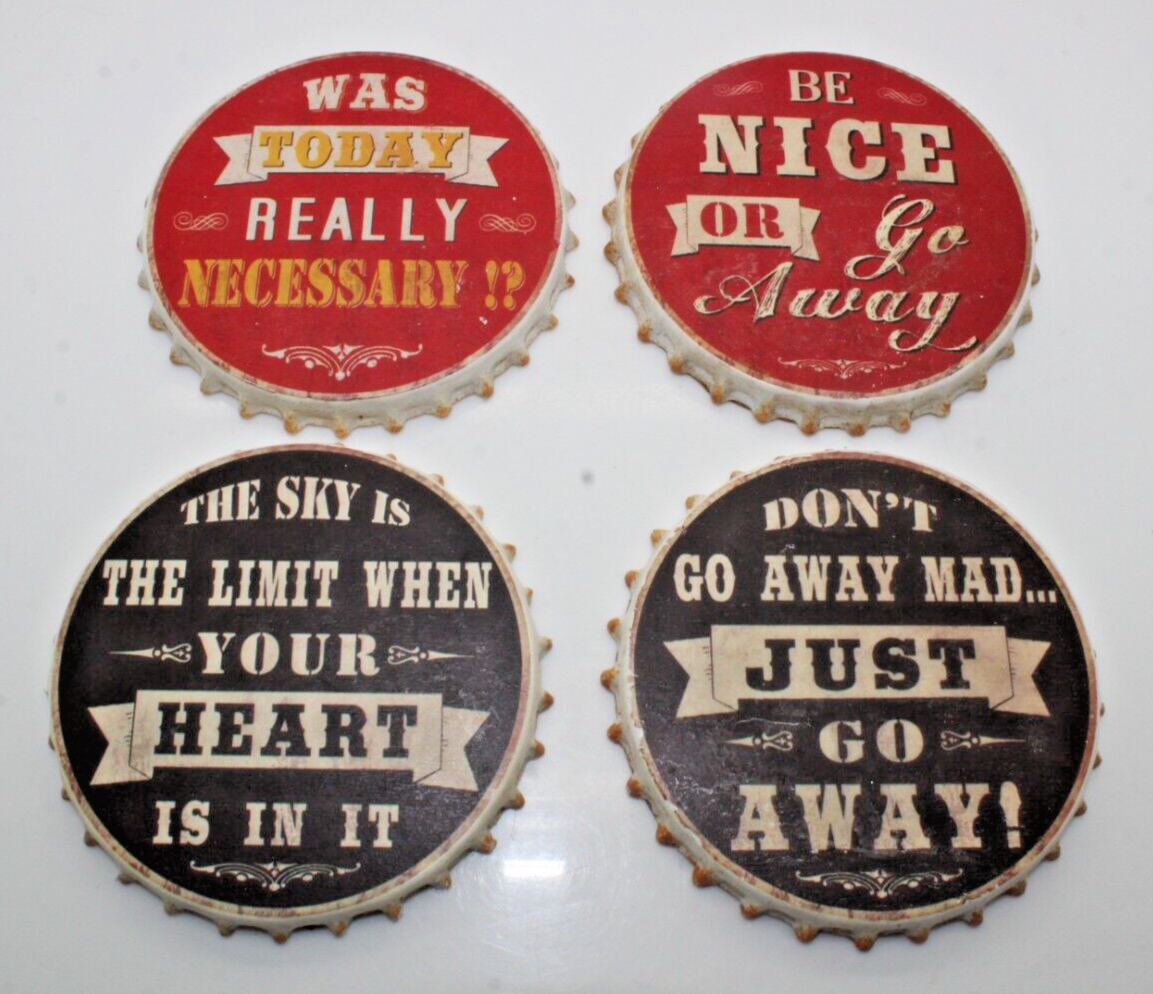 WAS
TODAY
REALLY
NECESSARY !?
BE
NICE
OR Go
Away
THE SKY IS
THE LIMIT WHEN
YOUR
HEART
IS IN IT
DON'T
GO AWAY MAD...
JUST
GO
AWAY!